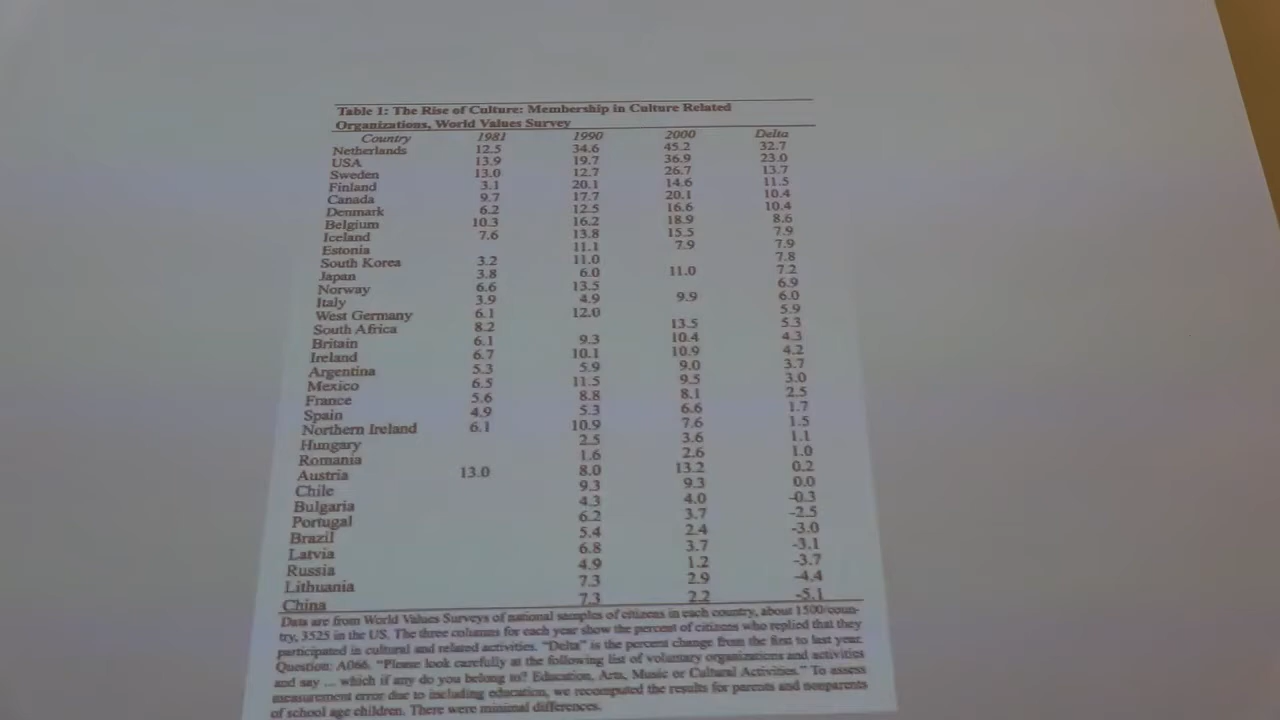 Table 1: The Rise of Culture: Membership in Culture Related
Organizations, World Values Survey
Country 1981 1990 2000 Delta
Netherlands 12.5 34.6 45.2 32.7
USA 13.9 19.7 36.9 23.0
Sweden 13.0 12.7 26.7 13.7
Finland 3.1 20.1 14.6 11.5
Canada 9.7 17.7 20.1 10.4
Denmark 6.2 12.5 16.6 10.4
Belgium 10.3 16.2 18.9 8.6
Iceland 7.6 13.8 15.5 7.9
Estonia 11.1 7.9 7.9
South Korea 3.2 11.0 7.8
Japan 3.8 6.0 11.0 7.2
Norway 6.6 13.5 6.9
Italy 3.9 4.9 9.9 6.0
West Germany 6.1 12.0 5.9
South Africa 8.2 13.5 5.3
Britain 6.1 9.3 10.4 4.3
Ireland 6.7 10.1 10.9 4.2
Argentina 5.3 5.9 9.0 3.7
Mexico 6.5 11.5 9.5 3.0
France 5.6 8.8 8.1 2.5
Spain 4.9 5.3 6.6 1.7
Northern Ireland 6.1 10.9 7.6 1.5
Hungary 2.5 3.6 1.1
Romania 1.6 2.6 1.0
Austria 13.0 8.0 13.2 0.2
Chile 9.3 9.3 0.0
Bulgaria 4.3 4.0 -0.3
Portugal 6.2 3.7 -2.5
Brazil 5.4 2.4 -3.0
Latvia 6.8 3.7 -3.1
Russia 4.9 1.2 -3.7
Lithuania 7.3 2.9 -4.4
China 7.3 2.2 -5.1
Data are from World Values Surveys of national samples of citizens in each country, about 1500/coun-
try, 3525 in the US. The three columns for each year show the percent of citizens who replied that they
participated in cultural and related activities. "Delta" is the percent change from the first to last year.
Question: A066. "Please look carefully at the following list of voluntary organizations and activities
and say ... which if any do you belong to? Education, Arts, Music or Cultural Activities." To assess
measurement error due to including education, we recomputed the results for parents and nonparents
of school age children. There were minimal differences.